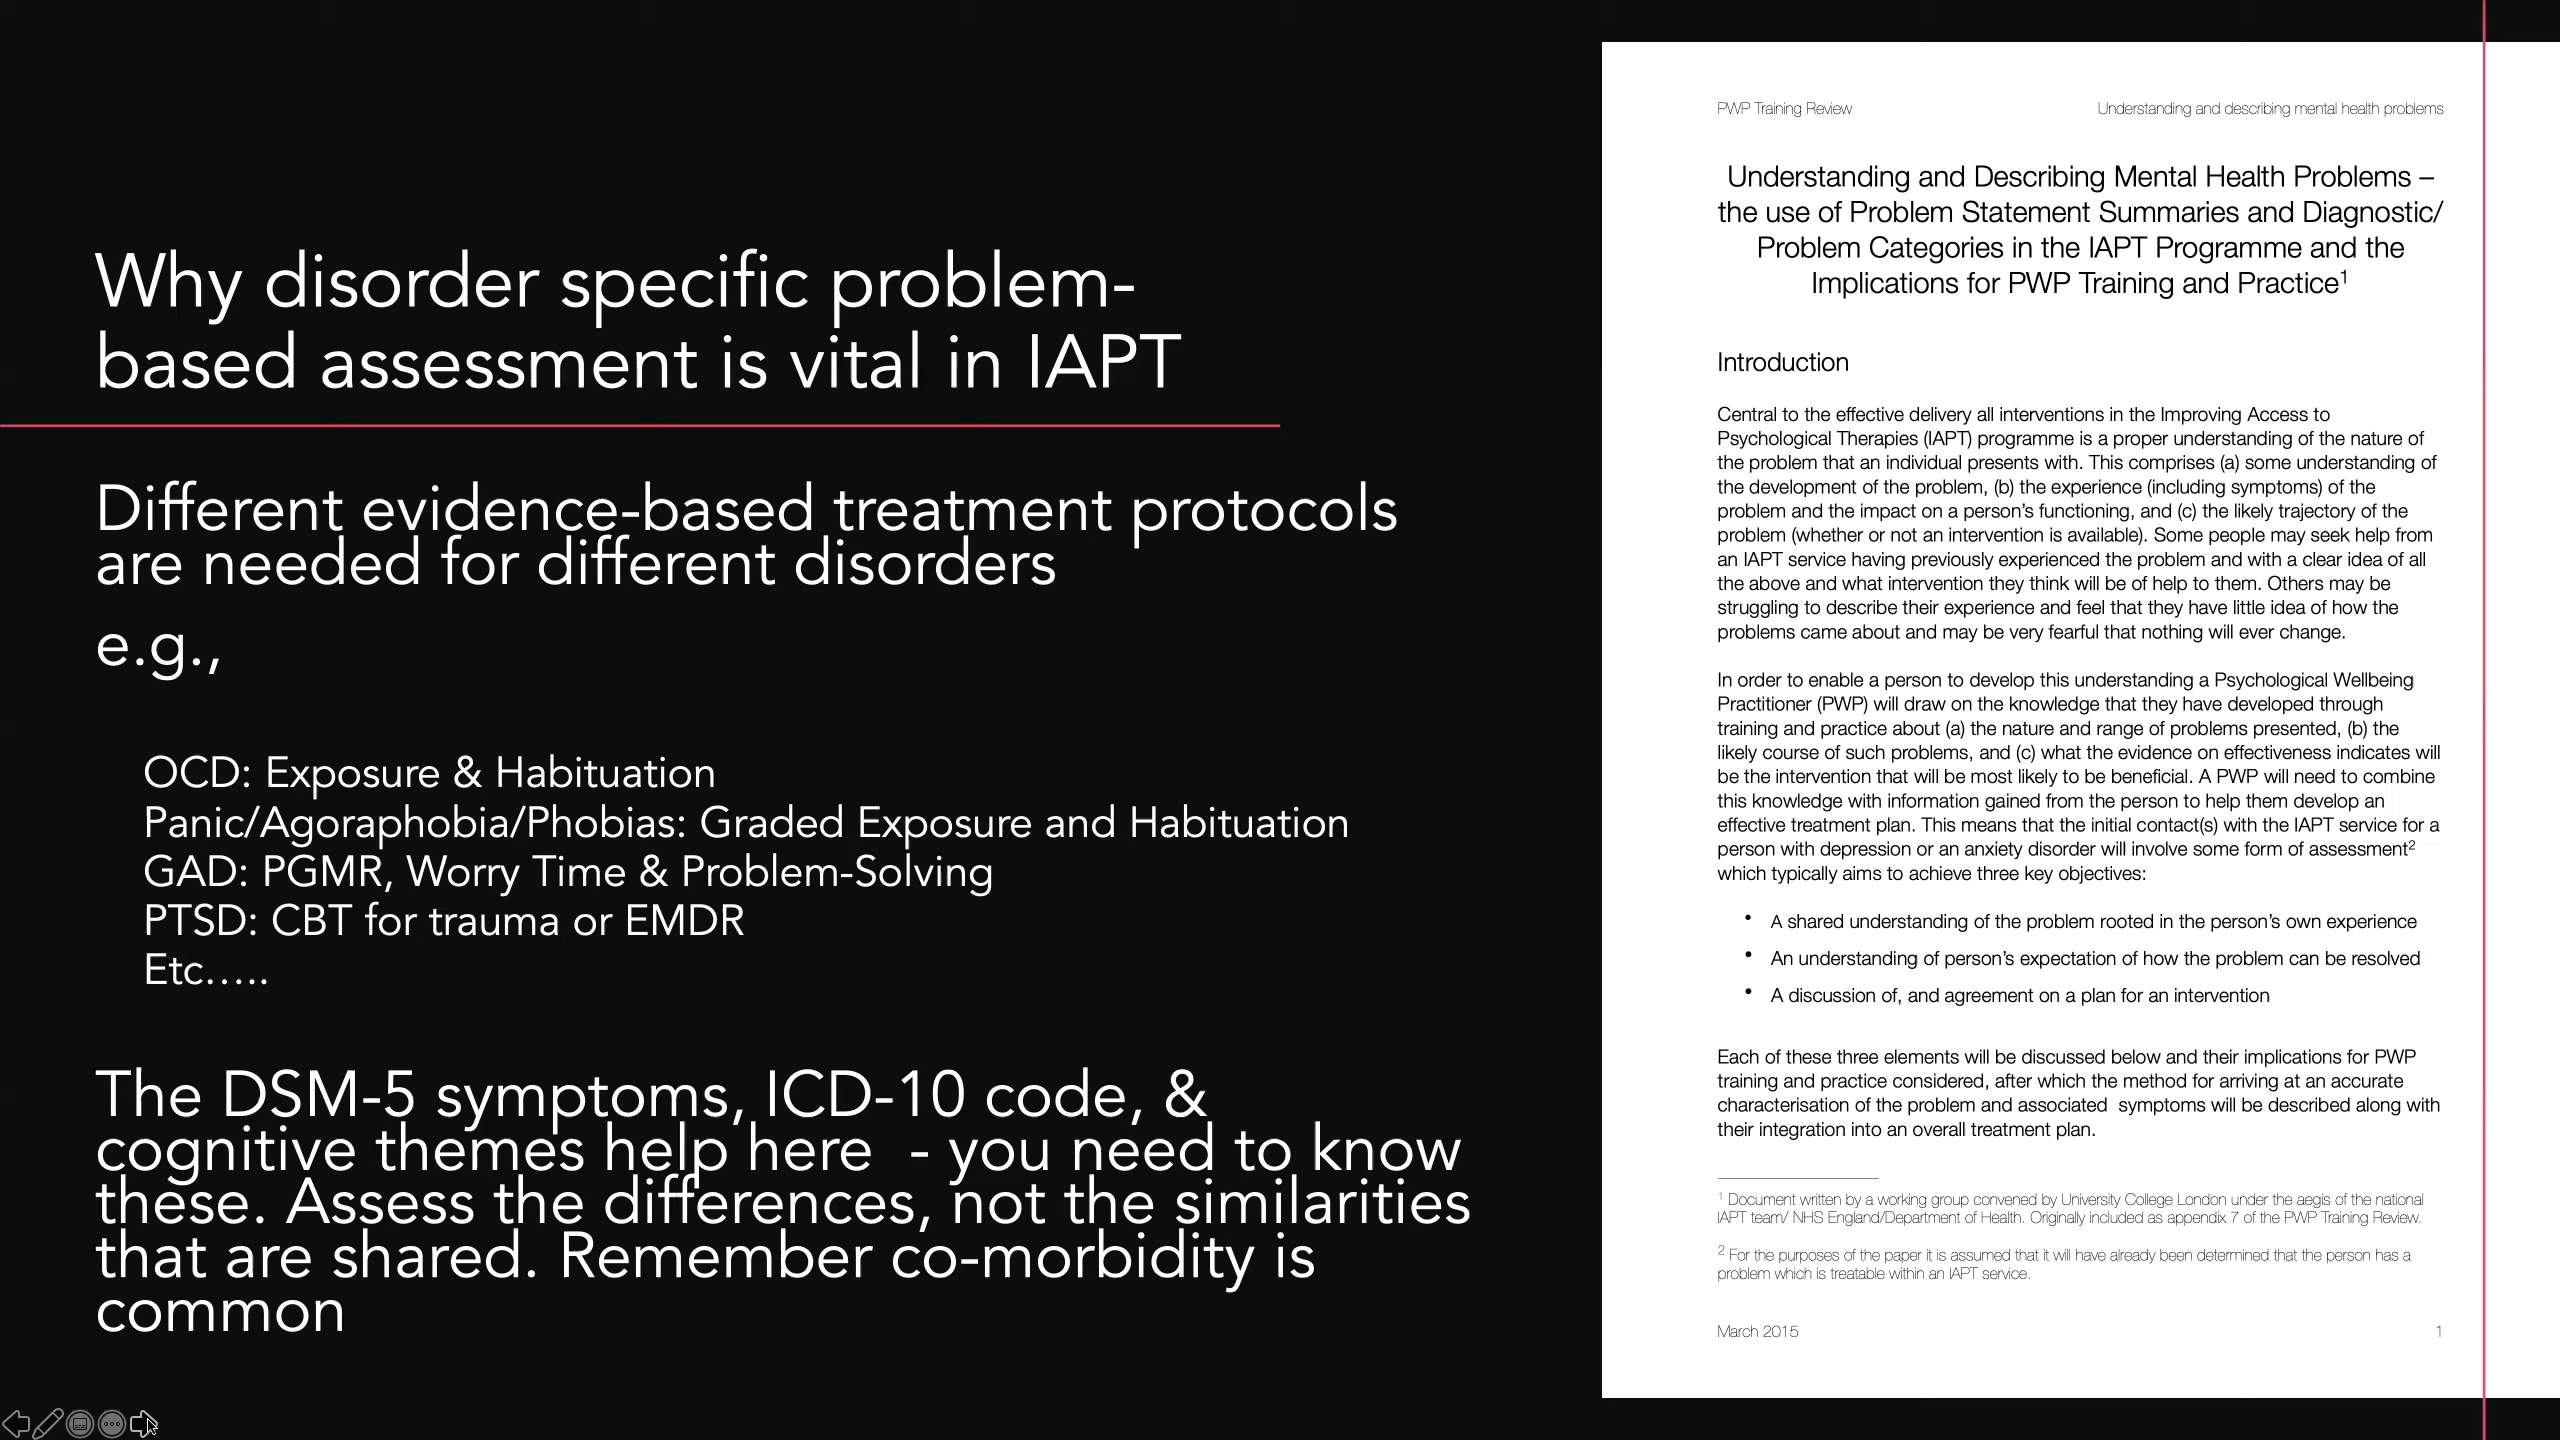 Why disorder specific problem-
based assessment is vital in IAPT
Different evidence-based treatment protocols
are needed for different disorders
e.g.,
OCD: Exposure & Habituation
Panic/Agoraphobia/Phobias: Graded Exposure and Habituation
GAD: PGMR, Worry Time & Problem-Solving
PTSD: CBT for trauma or EMDR
Etc.....
The DSM-5 symptoms, ICD-10 code, &
cognitive themes help here  - you need to know
these. Assess the differences, not the similarities
that are shared. Remember co-morbidity is
common
PWP Training Review
Understanding and describing mental health problems
Understanding and Describing Mental Health Problems –
the use of Problem Statement Summaries and Diagnostic/
Problem Categories in the IAPT Programme and the
Implications for PWP Training and Practice¹
Introduction
Central to the effective delivery all interventions in the Improving Access to
Psychological Therapies (IAPT) programme is a proper understanding of the nature of
the problem that an individual presents with. This comprises (a) some understanding of
the development of the problem, (b) the experience (including symptoms) of the
problem and the impact on a person's functioning, and (c) the likely trajectory of the
problem (whether or not an intervention is available). Some people may seek help from
an IAPT service having previously experienced the problem and with a clear idea of all
the above and what intervention they think will be of help to them. Others may be
struggling to describe their experience and feel that they have little idea of how the
problems came about and may be very fearful that nothing will ever change.
In order to enable a person to develop this understanding a Psychological Wellbeing
Practitioner (PWP) will draw on the knowledge that they have developed through
training and practice about (a) the nature and range of problems presented, (b) the
likely course of such problems, and (c) what the evidence on effectiveness indicates will
be the intervention that will be most likely to be beneficial. A PWP will need to combine
this knowledge with information gained from the person to help them develop an
effective treatment plan. This means that the initial contact(s) with the IAPT service for a
person with depression or an anxiety disorder will involve some form of assessment²
which typically aims to achieve three key objectives:
• A shared understanding of the problem rooted in the person's own experience
• An understanding of person's expectation of how the problem can be resolved
• A discussion of, and agreement on a plan for an intervention
Each of these three elements will be discussed below and their implications for PWP
training and practice considered, after which the method for arriving at an accurate
characterisation of the problem and associated  symptoms will be described along with
their integration into an overall treatment plan.
¹ Document written by a working group convened by University College London under the aegis of the national
IAPT team/ NHS England/Department of Health. Originally included as appendix 7 of the PWP Training Review.
² For the purposes of the paper it is assumed that it will have already been determined that the person has a
problem which is treatable within an IAPT service.
March 2015
1